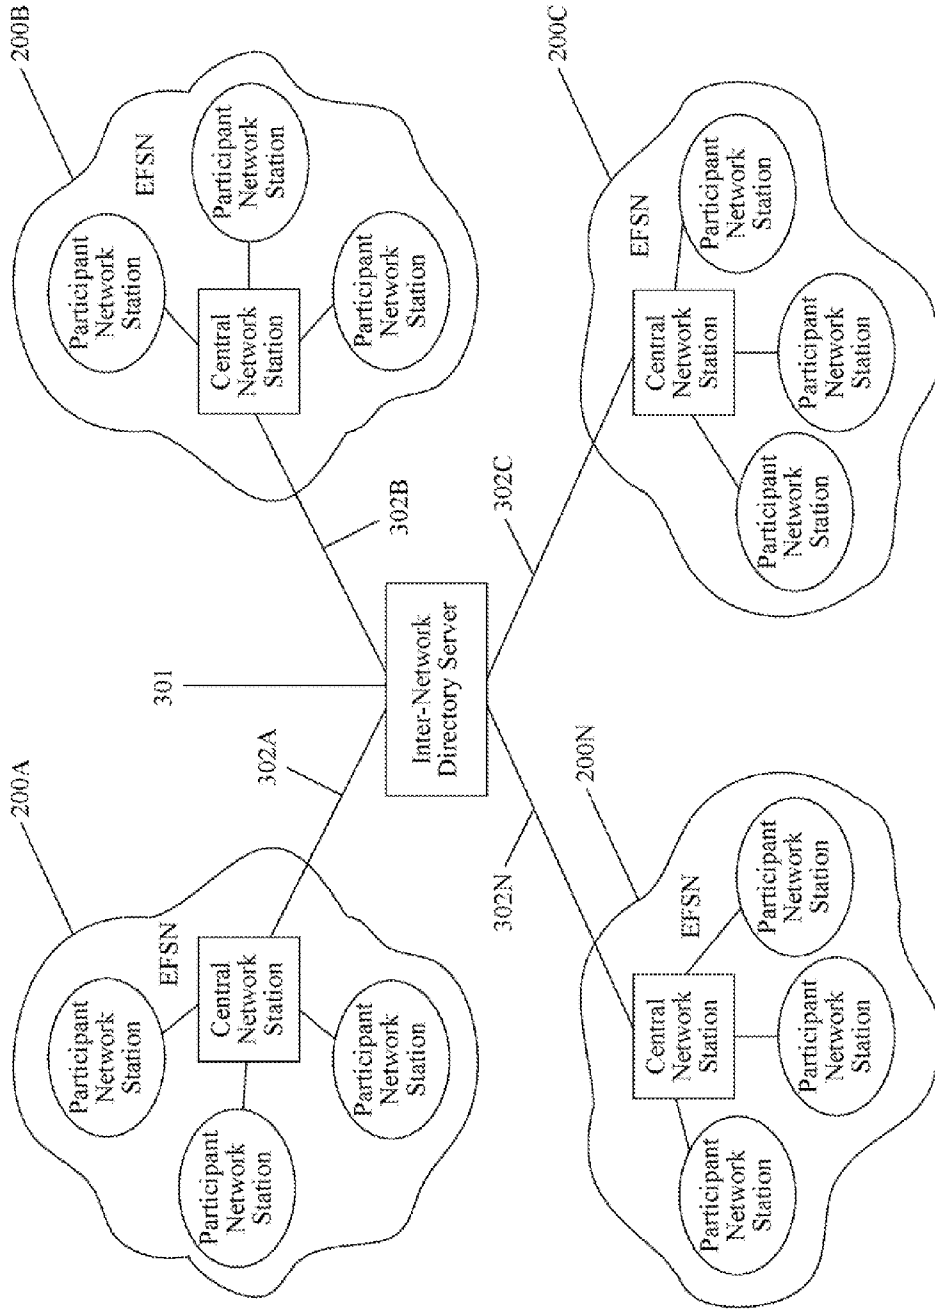 200A
EFSN
Participant
Network
Station
Participant
Network
Station
Central
Network
Station
Participant
Network
Station
302A
301
200B
EFSN
Participant
Network
Station
Participant
Network
Station
Central
Network
Station
Participant
Network
Station
302B
Inter-Network
Directory Server
302N
200N
EFSN
Central
Network
Station
Participant
Network
Station
Participant
Network
Station
Participant
Network
Station
302C
200C
EFSN
Central
Network
Station
Participant
Network
Station
Participant
Network
Station
Participant
Network
Station